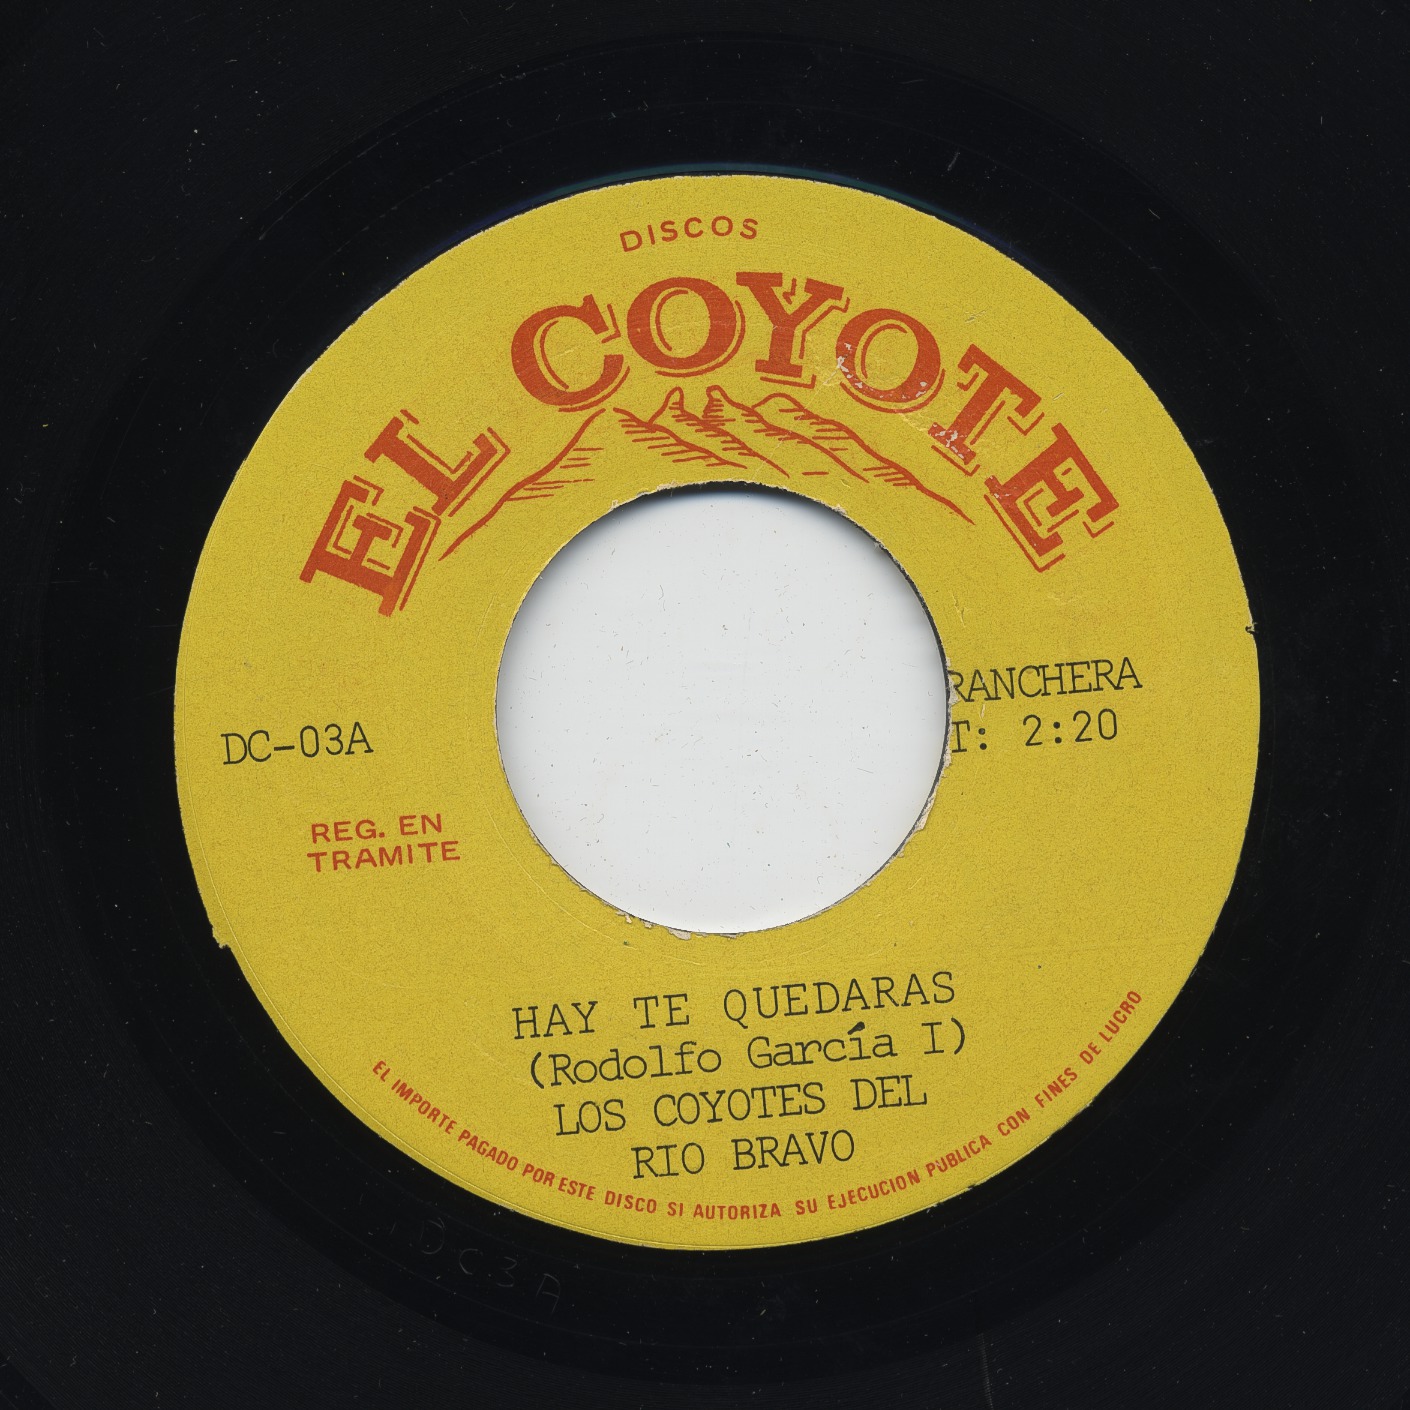 DISCOS
EL COYOTE
RANCHERA
DC-03A
T: 2:20
REG. EN
TRAMITE
HAY TE QUEDARAS
(Rodolfo García I)
LOS COYOTES DEL
RIO BRAVO
EL IMPORTE PAGADO POR ESTE DISCO SI AUTORIZA SU EJECUCION PUBLICA CON FINES DE LUCRO
DC3A